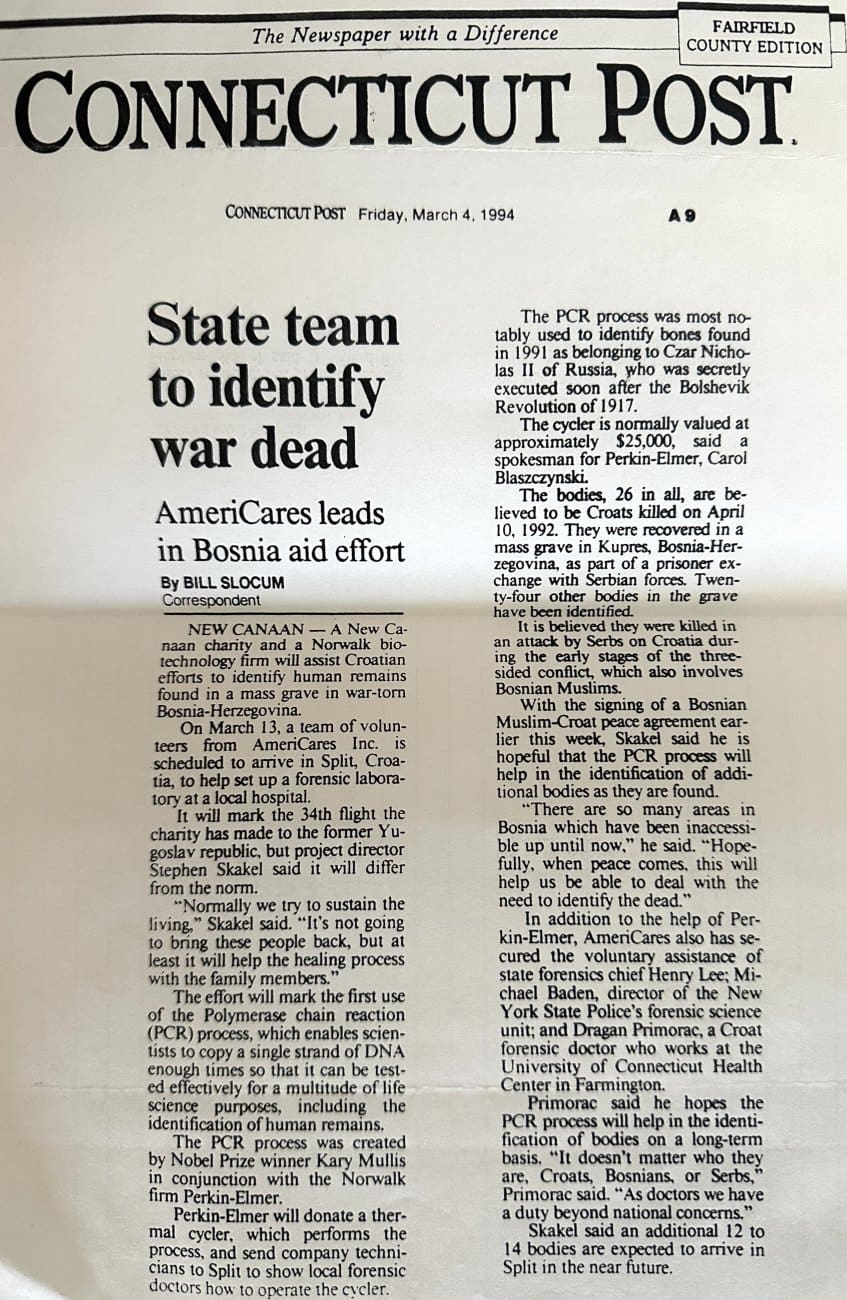 The Newspaper with a Difference
FAIRFIELD
COUNTY EDITION
CONNECTICUT POST.
CONNECTICUT POST Friday, March 4, 1994
A 9
State team
to identify
war dead
AmeriCares leads
in Bosnia aid effort
By BILL SLOCUM
Correspondent
NEW CANAAN — A New Ca-
naan charity and a Norwalk bio-
technology firm will assist Croatian
efforts to identify human remains
found in a mass grave in war-torn
Bosnia-Herzegovina.
On March 13, a team of volun-
teers from AmeriCares Inc. is
scheduled to arrive in Split, Croa-
tia, to help set up a forensic labora-
tory at a local hospital.
It will mark the 34th flight the
charity has made to the former Yu-
goslav republic, but project director
Stephen Skakel said it will differ
from the norm.
“Normally we try to sustain the
living,” Skakel said. “It’s not going
to bring these people back, but at
least it will help the healing process
with the family members.”
The effort will mark the first use
of the Polymerase chain reaction
(PCR) process, which enables scien-
tists to copy a single strand of DNA
enough times so that it can be test-
ed effectively for a multitude of life
science purposes, including the
identification of human remains.
The PCR process was created
by Nobel Prize winner Kary Mullis
in conjunction with the Norwalk
firm Perkin-Elmer.
Perkin-Elmer will donate a ther-
mal cycler, which performs the
process, and send company techni-
cians to Split to show local forensic
doctors how to operate the cycler.
The PCR process was most no-
tably used to identify bones found
in 1991 as belonging to Czar Nicho-
las II of Russia, who was secretly
executed soon after the Bolshevik
Revolution of 1917.
The cycler is normally valued at
approximately $25,000, said a
spokesman for Perkin-Elmer, Carol
Blaszczynski.
The bodies, 26 in all, are be-
lieved to be Croats killed on April
10, 1992. They were recovered in a
mass grave in Kupres, Bosnia-Her-
zegovina, as part of a prisoner ex-
change with Serbian forces. Twen-
ty-four other bodies in the grave
have been identified.
It is believed they were killed in
an attack by Serbs on Croatia dur-
ing the early stages of the three-
sided conflict, which also involves
Bosnian Muslims.
With the signing of a Bosnian
Muslim-Croat peace agreement ear-
lier this week, Skakel said he is
hopeful that the PCR process will
help in the identification of addi-
tional bodies as they are found.
“There are so many areas in
Bosnia which have been inaccessi-
ble up until now,” he said. “Hope-
fully, when peace comes, this will
help us be able to deal with the
need to identify the dead.”
In addition to the help of Per-
kin-Elmer, AmeriCares also has se-
cured the voluntary assistance of
state forensics chief Henry Lee; Mi-
chael Baden, director of the New
York State Police’s forensic science
unit; and Dragan Primorac, a Croat
forensic doctor who works at the
University of Connecticut Health
Center in Farmington.
Primorac said he hopes the
PCR process will help in the identi-
fication of bodies on a long-term
basis. “It doesn’t matter who they
are, Croats, Bosnians, or Serbs,”
Primorac said. “As doctors we have
a duty beyond national concerns.”
Skakel said an additional 12 to
14 bodies are expected to arrive in
Split in the near future.